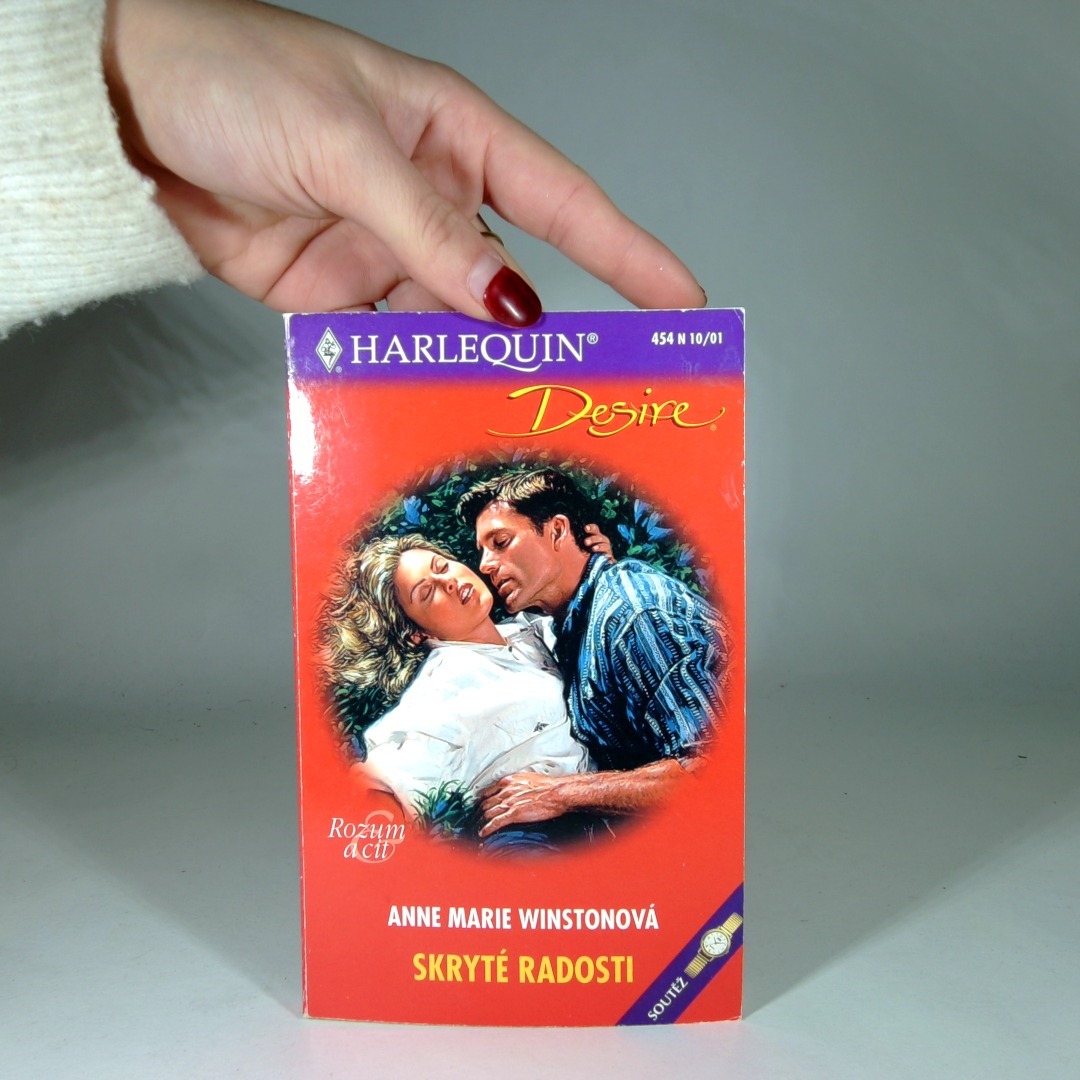 HARLEQUIN®
454 N 10/01
Desire®
Rozum
& a cit
ANNE MARIE WINSTONOVÁ
SKRYTÉ RADOSTI
SOUTĚŽ